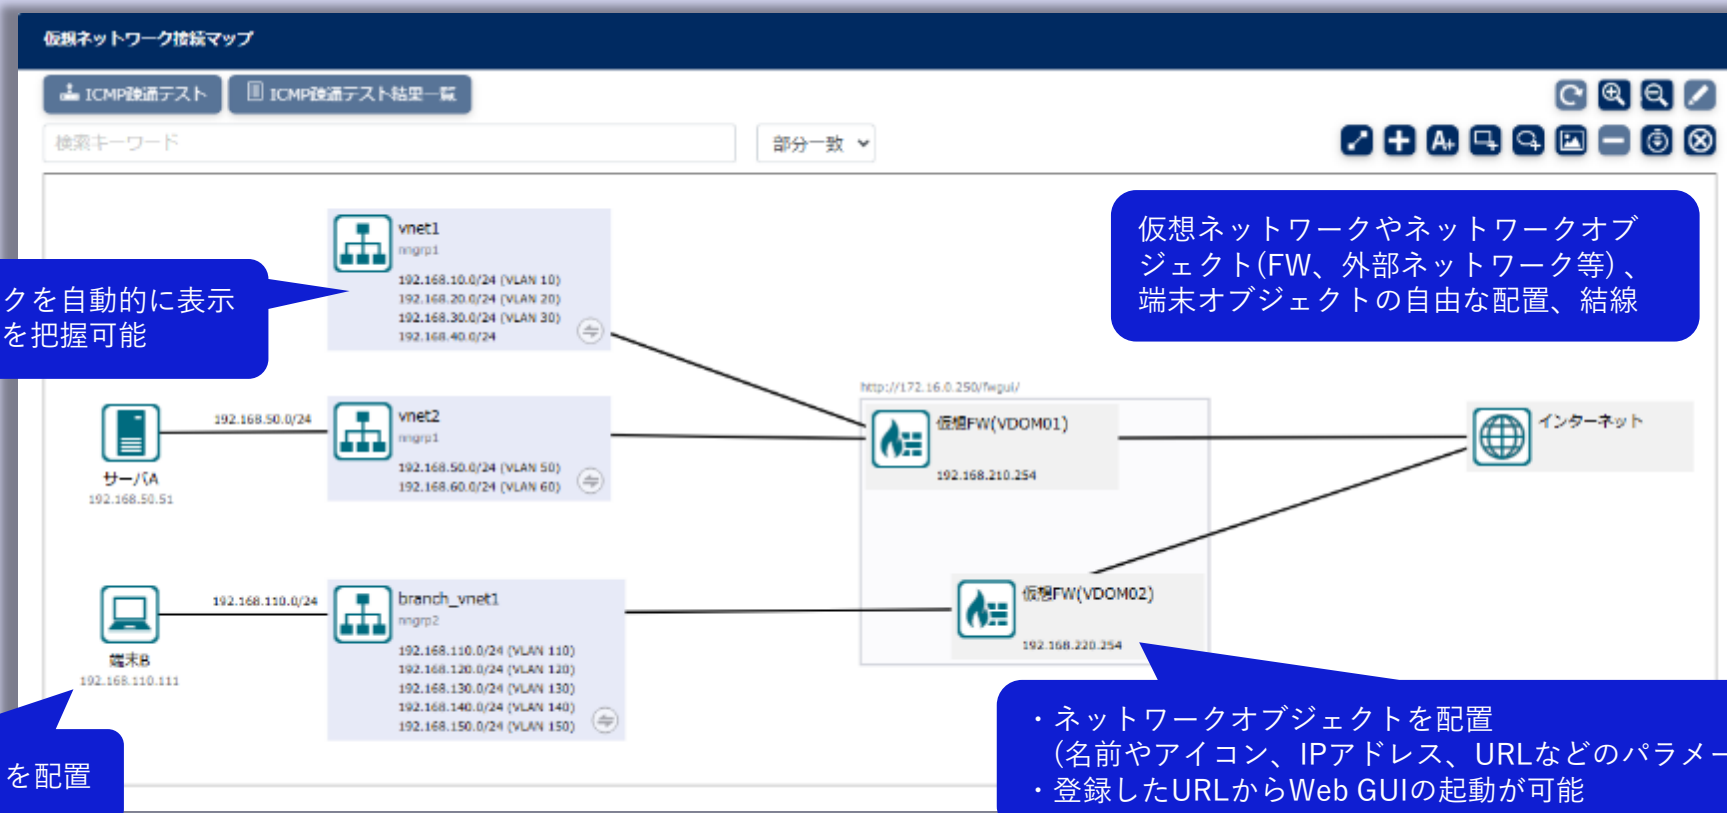 仮想ネットワーク接続マップ
ICMP疎通テスト
ICMP疎通テスト結果一覧
検索キーワード
部分一致
仮想ネットワークやネットワークオブ
ジェクト(FW、外部ネットワーク等)、
端末オブジェクトの自由な配置、結線
クを自動的に表示
を把握可能
vnet1
nngrp1
192.168.10.0/24 (VLAN 10)
192.168.20.0/24 (VLAN 20)
192.168.30.0/24 (VLAN 30)
192.168.40.0/24
http://172.16.0.250/fwgui/
サーバA
192.168.50.51
192.168.50.0/24
vnet2
nngrp1
192.168.50.0/24 (VLAN 50)
192.168.60.0/24 (VLAN 60)
仮想FW(VDOM01)
192.168.210.254
インターネット
端末B
192.168.110.111
192.168.110.0/24
branch_vnet1
nngrp2
192.168.110.0/24 (VLAN 110)
192.168.120.0/24 (VLAN 120)
192.168.130.0/24 (VLAN 130)
192.168.140.0/24 (VLAN 140)
192.168.150.0/24 (VLAN 150)
仮想FW(VDOM02)
192.168.220.254
を配置
・ネットワークオブジェクトを配置
(名前やアイコン、IPアドレス、URLなどのパラメー
・登録したURLからWeb GUIの起動が可能